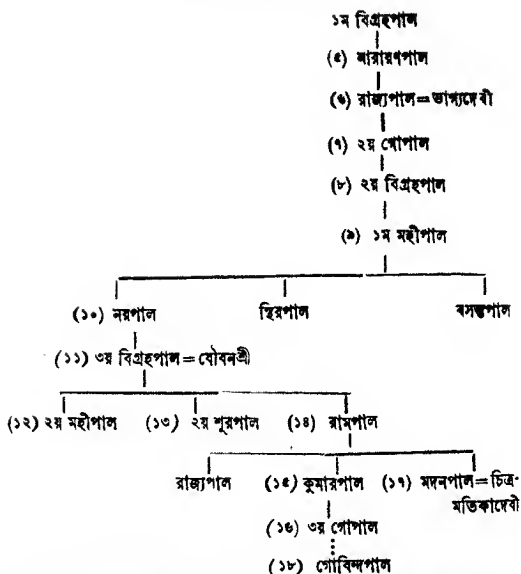 ১ম বিগ্রহপাল
(৫) নারায়ণপাল
(৬) রাজ্যপাল=ভাগ্যদেবী
(৭) ২য় গোপাল
(৮) ২য় বিগ্রহপাল
(৯) ১ম মহীপাল
(১০) নয়পাল স্থিরপাল বসন্তপাল
(১১) ৩য় বিগ্রহপাল=যৌবনশ্রী
(১২) ২য় মহীপাল (১৩) ২য় শূরপাল (১৪) রামপাল
রাজ্যপাল (১৫) কুমারপাল (১৭) মদনপাল=চিত্র-
মতিকাদেবী
(১৬) ৩য় গোপাল
(১৮) গোবিন্দপাল